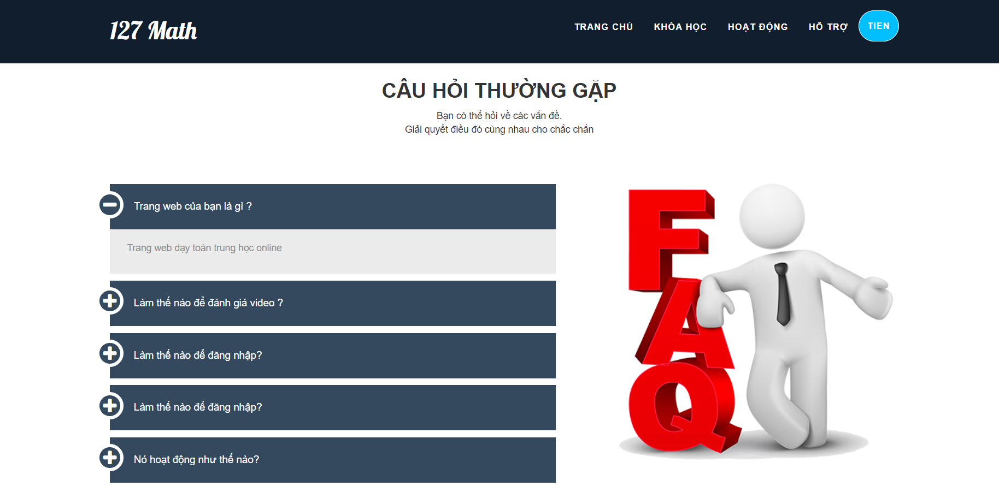 127 Math
TRANG CHỦ KHÓA HỌC HOẠT ĐỘNG HỖ TRỢ TIEN
CÂU HỎI THƯỜNG GẶP
Bạn có thể hỏi về các vấn đề.
Giải quyết điều đó cùng nhau cho chắc chắn
Trang web của bạn là gì ?
Trang web dạy toán trung học online
Làm thế nào để đánh giá video ?
Làm thế nào để đăng nhập?
Làm thế nào để đăng nhập?
Nó hoạt động như thế nào?
F
A
Q